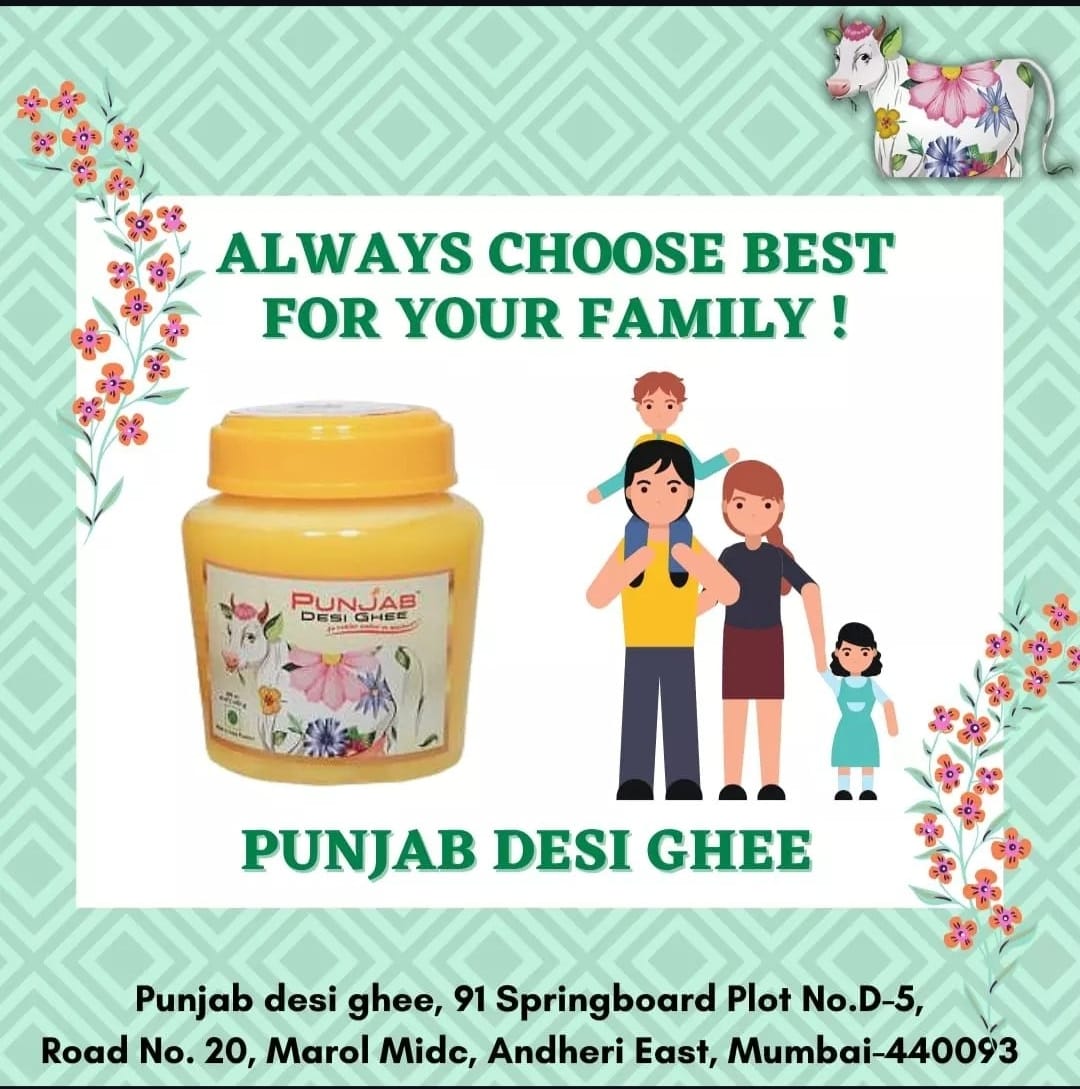 ALWAYS CHOOSE BEST
FOR YOUR FAMILY !
PUNJAB
DESI GHEE
PUNJAB DESI GHEE
Punjab desi ghee, 91 Springboard Plot No.D-5,
Road No. 20, Marol Midc, Andheri East, Mumbai-440093